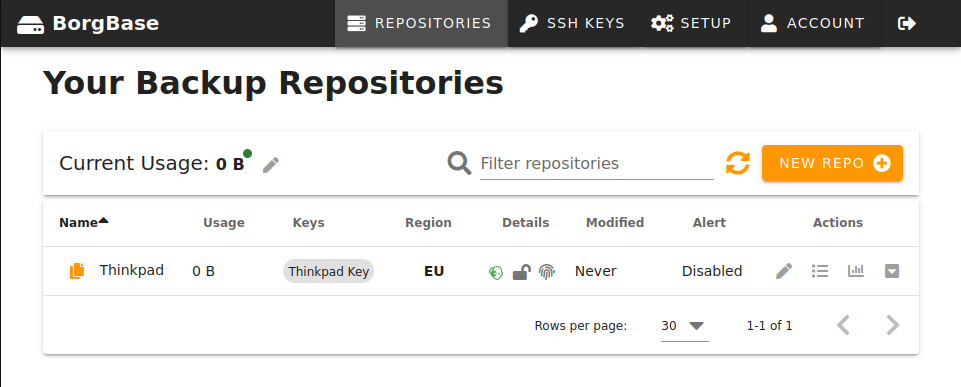 BorgBase REPOSITORIES SSH KEYS SETUP ACCOUNT
Your Backup Repositories
Current Usage: 0 B Filter repositories NEW REPO
Name Usage Keys Region Details Modified Alert Actions
Thinkpad 0 B Thinkpad Key EU Never Disabled
Rows per page: 30 1-1 of 1